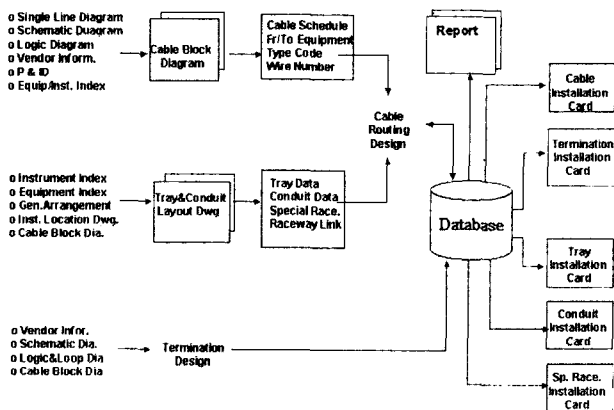 o Single Line Diagram
o Schematic Duagram
o Logic Diagram
o Vendor Inform.
o P & ID
o Equip/Inst. Index
Cable Block
Diagram
Cable Schedule
Fr/To Equipment
Type Code
Wire Number
Report
Cable
Installation
Card
Cable
Routing
Design
Termination
Installation
Card
o Instrument Index
o Equipment Index
o Gen.Arrangement
o Inst. Location Dwg.
o Cable Block Dia.
Tray&Conduit
Layout Dwg
Tray Data
Conduit Data
Special Race.
Raceway Link
Database
Tray
Installation
Card
Conduit
Installation
Card
o Vendor Infor.
o Schematic Dia.
o Logic&Loop Dia
o Cable Block Dia
Termination
Design
Sp. Race.
Installation
Card